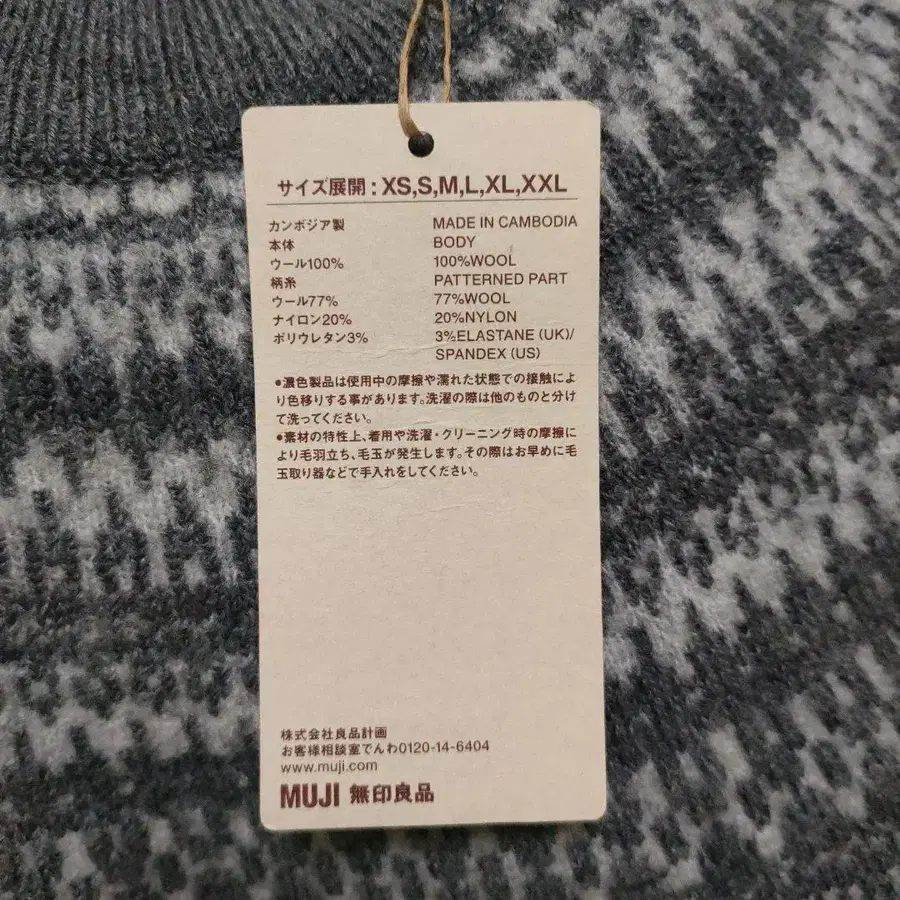 サイズ展開 : XS,S,M,L,XL,XXL
カンボジア製 MADE IN CAMBODIA
本体 BODY
ウール100% 100%WOOL
柄糸 PATTERNED PART
ウール77% 77%WOOL
ナイロン20% 20%NYLON
ポリウレタン3% 3%ELASTANE (UK)/
SPANDEX (US)
●濃色製品は使用中の摩擦や濡れた状態での接触によ
り色移りする事があります。洗濯の際は他のものと分け
て洗ってください。
●素材の特性上、着用や洗濯・クリーニング時の摩擦に
より毛羽立ち、毛玉が発生します。その際はお早めに毛
玉取り器などで手入れをしてください。
株式会社良品計画
お客様相談室でんわ0120-14-6404
www.muji.com
MUJI 無印良品